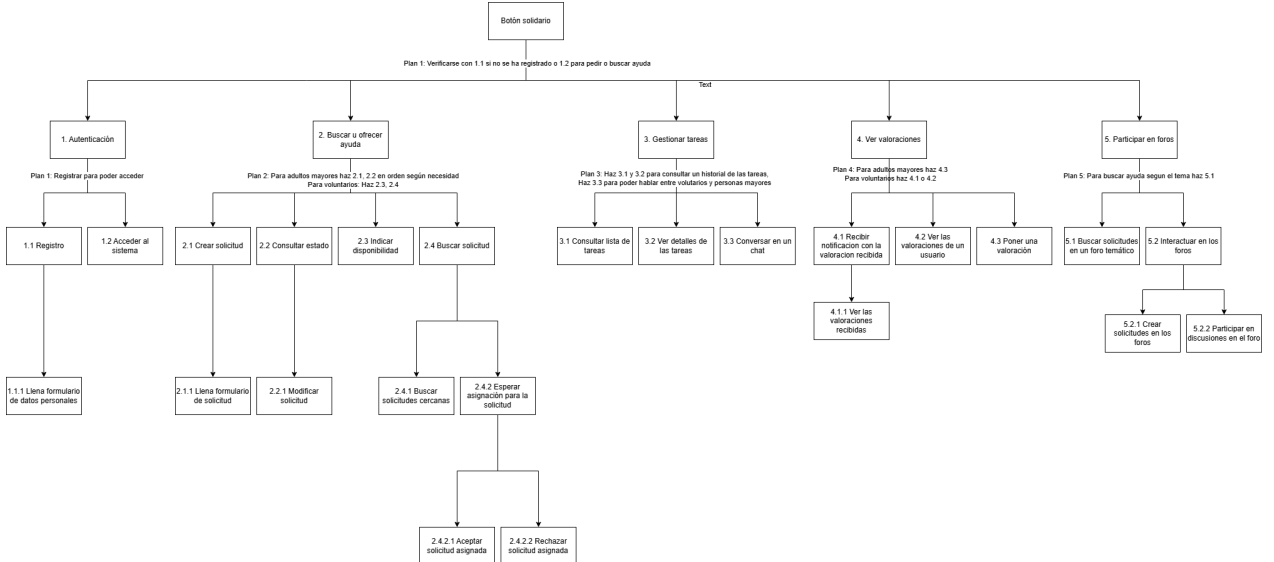 Botón solidario
Plan 1: Verificarse con 1.1 si no se ha registrado o 1.2 para pedir o buscar ayuda
Text
1. Autenticación
2. Buscar u ofrecer
ayuda
3. Gestionar tareas
4. Ver valoraciones
5. Participar en foros
Plan 1: Registrar para poder acceder
Plan 2: Para adultos mayores haz 2.1, 2.2 en orden según necesidad
Para voluntarios: Haz 2.3, 2.4
Plan 3: Haz 3.1 y 3.2 para consultar un historial de las tareas,
Haz 3.3 para poder hablar entre volutarios y personas mayores
Plan 4: Para adultos mayores haz 4.3
Para voluntarios haz 4.1 o 4.2
Plan 5: Para buscar ayuda segun el tema haz 5.1
1.1 Registro
1.2 Acceder al
sistema
2.1 Crear solicitud
2.2 Consultar estado
2.3 Indicar
disponibilidad
2.4 Buscar solicitud
3.1 Consultar lista de
tareas
3.2 Ver detalles de
las tareas
3.3 Conversar en un
chat
4.1 Recibir
notificacion con la
valoracion recibida
4.2 Ver las
valoraciones de un
usuario
4.3 Poner una
valoración
5.1 Buscar solicitudes
en un foro temático
5.2 Interactuar en los
foros
4.1.1 Ver las
valoraciones
recibidas
5.2.1 Crear
solicitudes en los
foros
5.2.2 Participar en
discusiones en el foro
1.1.1 Llena formulario
de datos personales
2.1.1 Llena formulario
de solicitud
2.2.1 Modificar
solicitud
2.4.1 Buscar
solicitudes cercanas
2.4.2 Esperar
asignación para la
solicitud
2.4.2.1 Aceptar
solicitud asignada
2.4.2.2 Rechazar
solicitud asignada